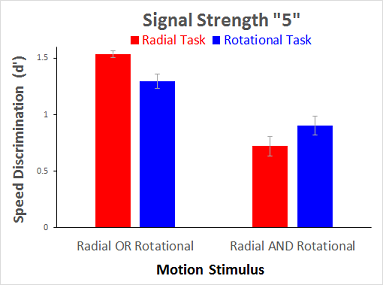 Signal Strength "5"
Radial Task Rotational Task
Speed Discrimination (d')
1.5
1
0.5
0
Radial OR Rotational Radial AND Rotational
Motion Stimulus